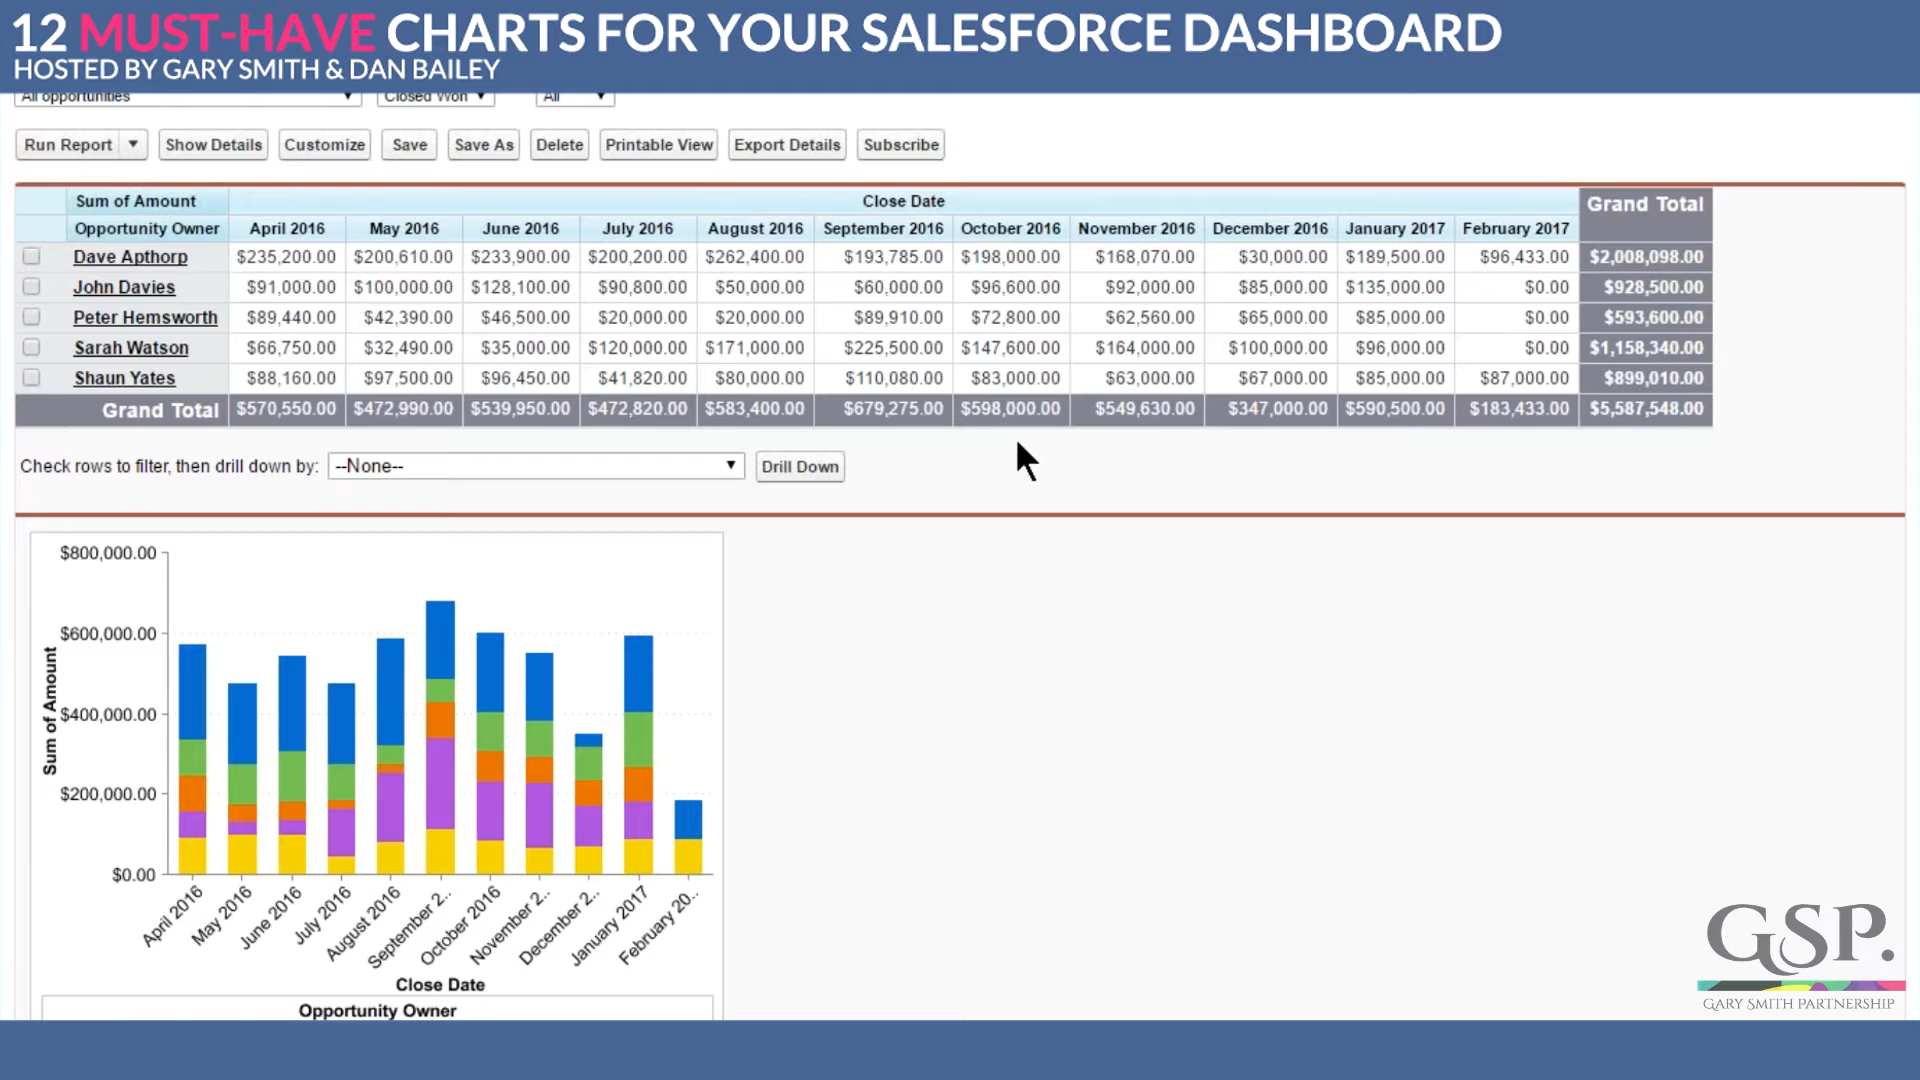 12 MUST-HAVE CHARTS FOR YOUR SALESFORCE DASHBOARD
HOSTED BY GARY SMITH & DAN BAILEY
All opportunities Closed Won All
Run Report Show Details Customize Save Save As Delete Printable View Export Details Subscribe
Sum of Amount Close Date Grand Total
Opportunity Owner April 2016 May 2016 June 2016 July 2016 August 2016 September 2016 October 2016 November 2016 December 2016 January 2017 February 2017
Dave Apthorp $235,200.00 $200,610.00 $233,900.00 $200,200.00 $262,400.00 $193,785.00 $198,000.00 $168,070.00 $30,000.00 $189,500.00 $96,433.00 $2,008,098.00
John Davies $91,000.00 $100,000.00 $128,100.00 $90,800.00 $50,000.00 $60,000.00 $96,600.00 $92,000.00 $85,000.00 $135,000.00 $0.00 $928,500.00
Peter Hemsworth $89,440.00 $42,390.00 $46,500.00 $20,000.00 $20,000.00 $89,910.00 $72,800.00 $62,560.00 $65,000.00 $85,000.00 $0.00 $593,600.00
Sarah Watson $66,750.00 $32,490.00 $35,000.00 $120,000.00 $171,000.00 $225,500.00 $147,600.00 $164,000.00 $100,000.00 $96,000.00 $0.00 $1,158,340.00
Shaun Yates $88,160.00 $97,500.00 $96,450.00 $41,820.00 $80,000.00 $110,080.00 $83,000.00 $63,000.00 $67,000.00 $85,000.00 $87,000.00 $899,010.00
Grand Total $570,550.00 $472,990.00 $539,950.00 $472,820.00 $583,400.00 $679,275.00 $598,000.00 $549,630.00 $347,000.00 $590,500.00 $183,433.00 $5,587,548.00
Check rows to filter, then drill down by: --None-- Drill Down
$800,000.00
$600,000.00
$400,000.00
$200,000.00
$0.00
Sum of Amount
April 2016 May 2016 June 2016 July 2016 August 2016 September 2.. October 2016 November 2.. December 2.. January 2017 February 20..
Close Date
Opportunity Owner
GSP.
GARY SMITH PARTNERSHIP